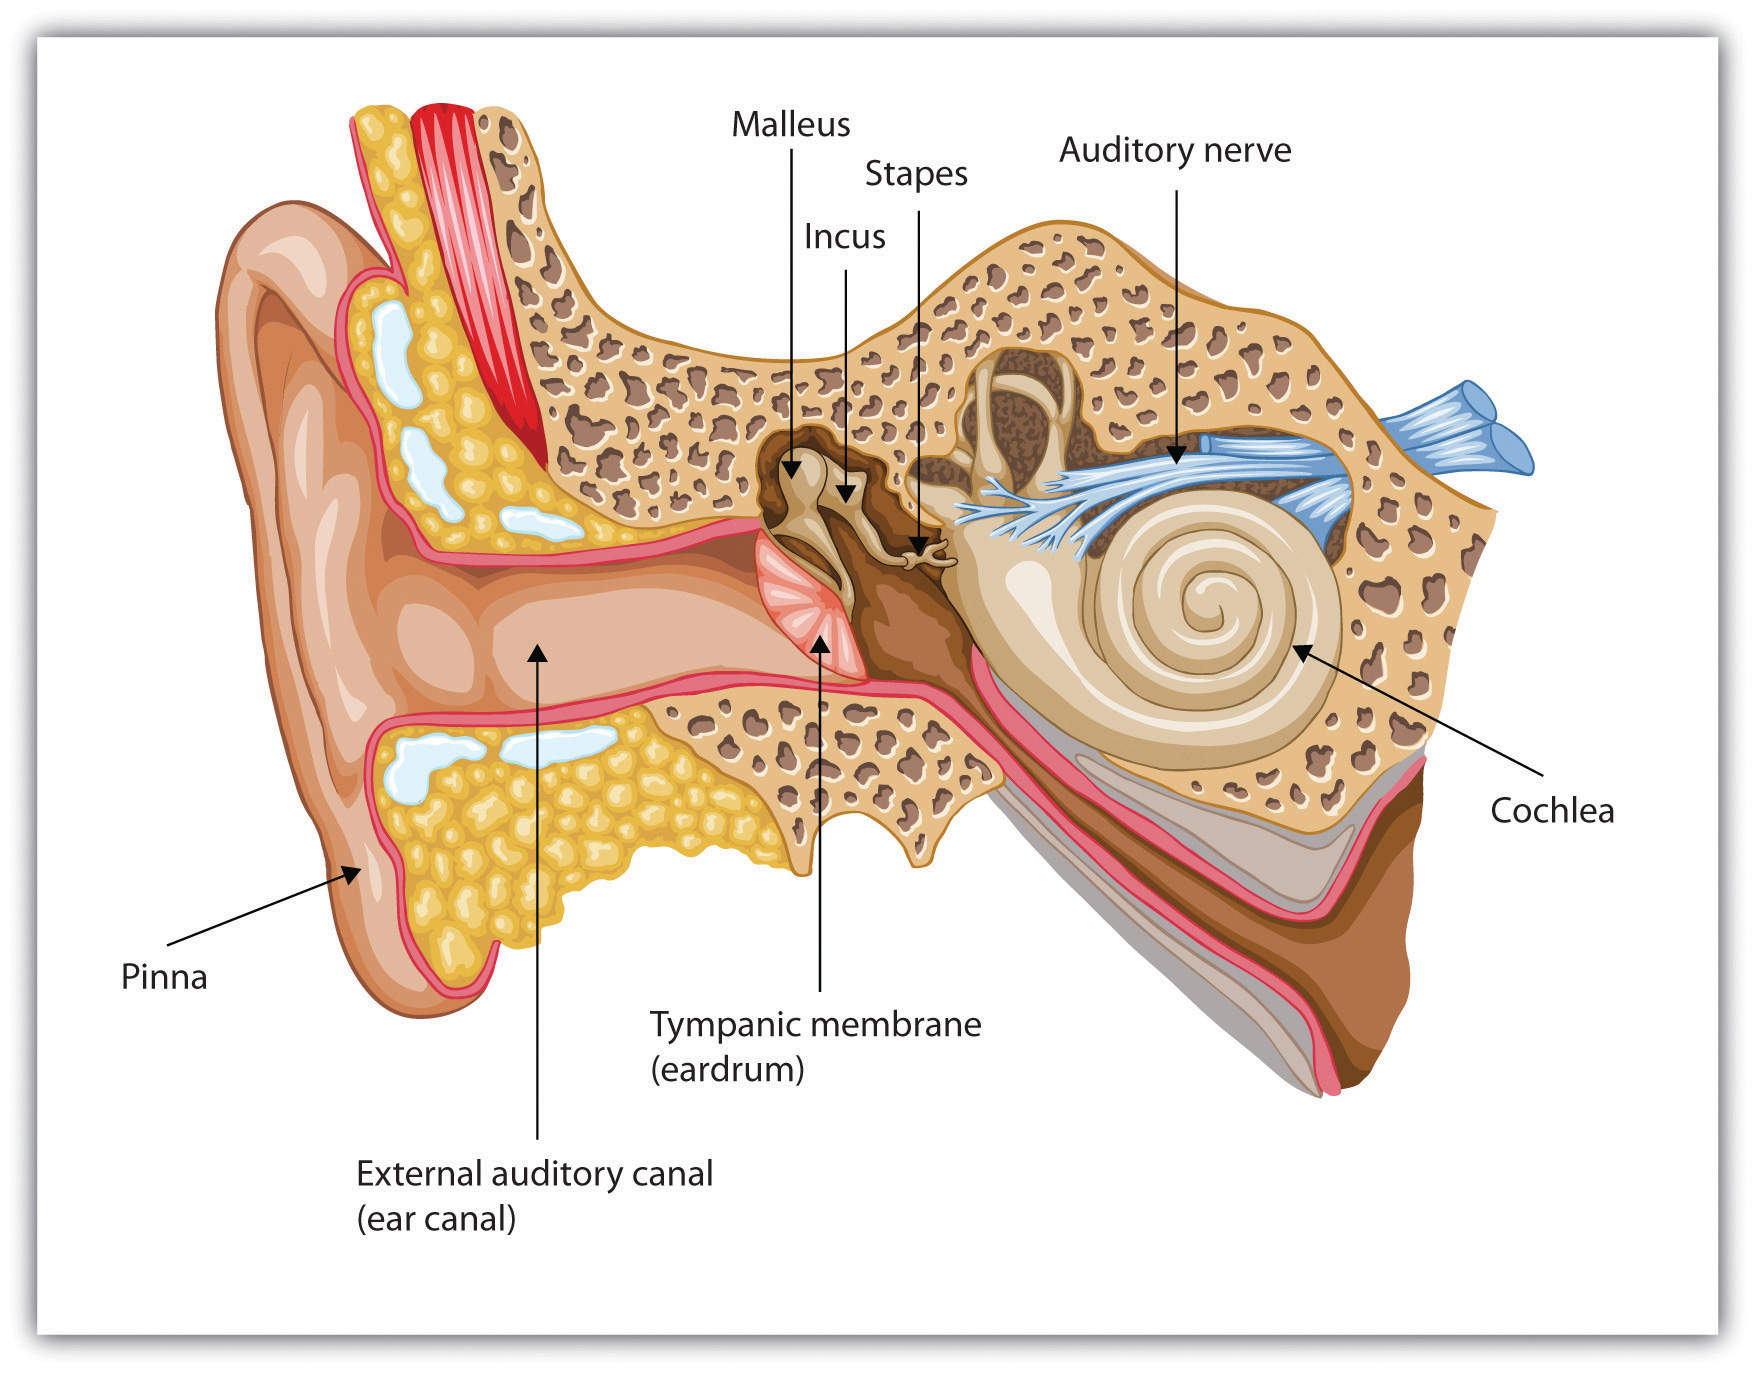 Malleus
Stapes
Auditory nerve
Incus
Cochlea
Pinna
Tympanic membrane
(eardrum)
External auditory canal
(ear canal)